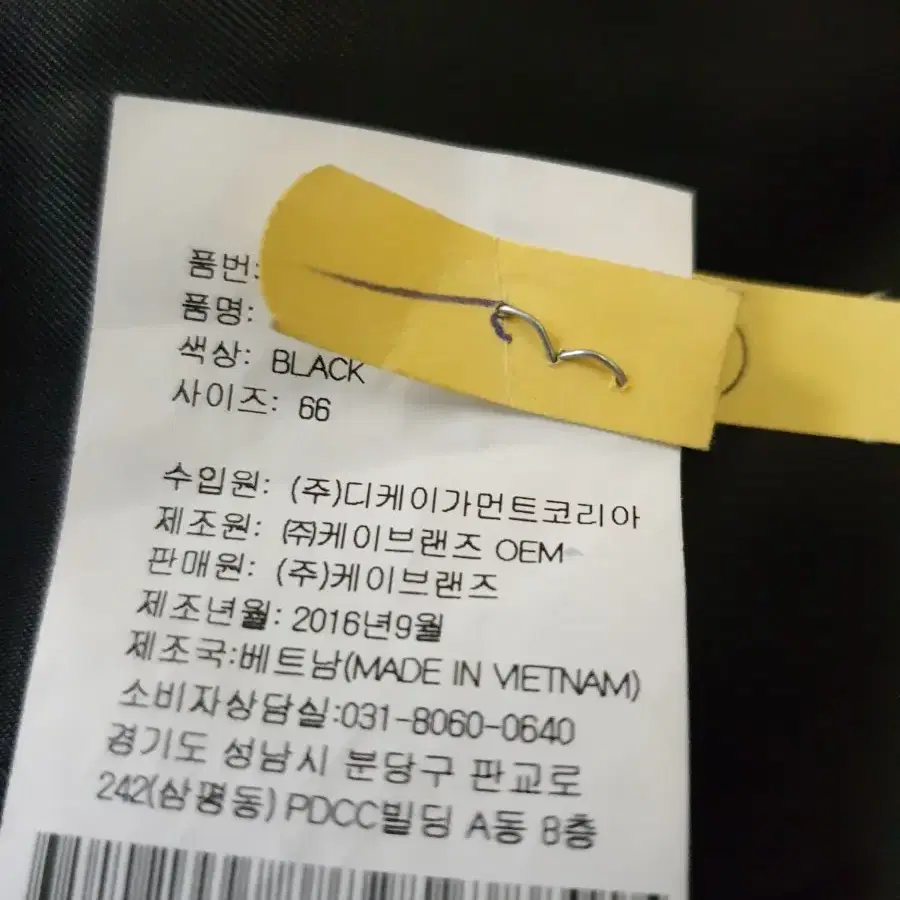 품번:
품명:
색상: BLACK
사이즈: 66
수입원: (주)디케이가먼트코리아
제조원: ㈜케이브랜즈 OEM
판매원: (주)케이브랜즈
제조년월: 2016년9월
제조국:베트남(MADE IN VIETNAM)
소비자상담실:031-8060-0640
경기도 성남시 분당구 판교로
242(삼평동) PDCC빌딩 A동 8층